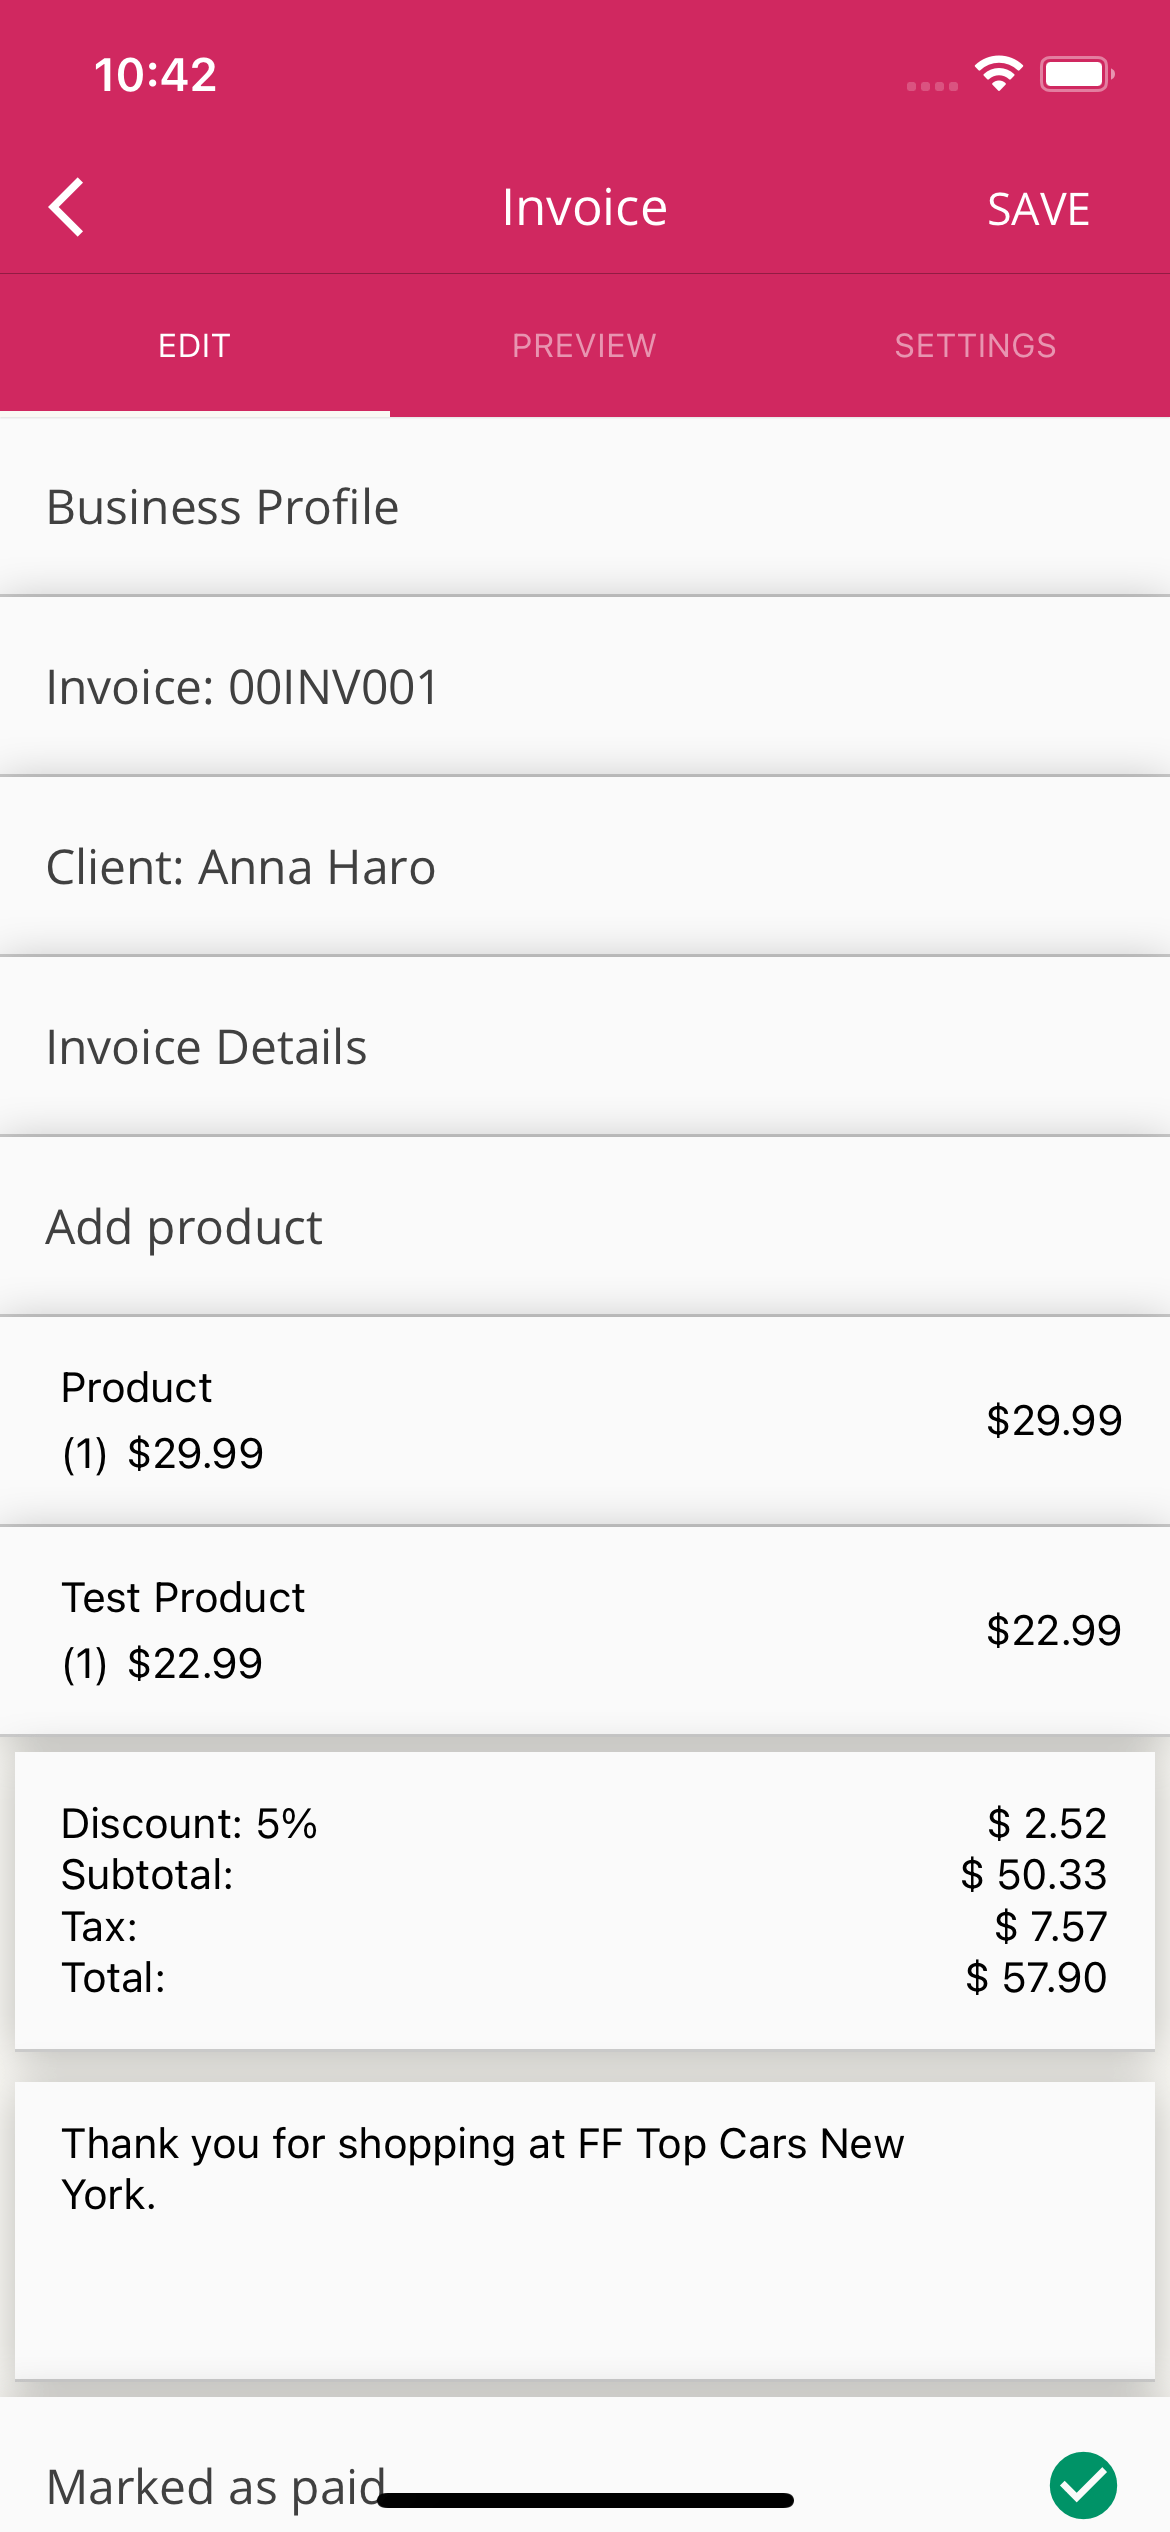 10:42
Invoice
SAVE
EDIT
PREVIEW
SETTINGS
Business Profile
Invoice: 00INV001
Client: Anna Haro
Invoice Details
Add product
Product
(1) $29.99
$29.99
Test Product
(1) $22.99
$22.99
Discount: 5%
$ 2.52
Subtotal:
$ 50.33
Tax:
$ 7.57
Total:
$ 57.90
Thank you for shopping at FF Top Cars New
York.
Marked as paid